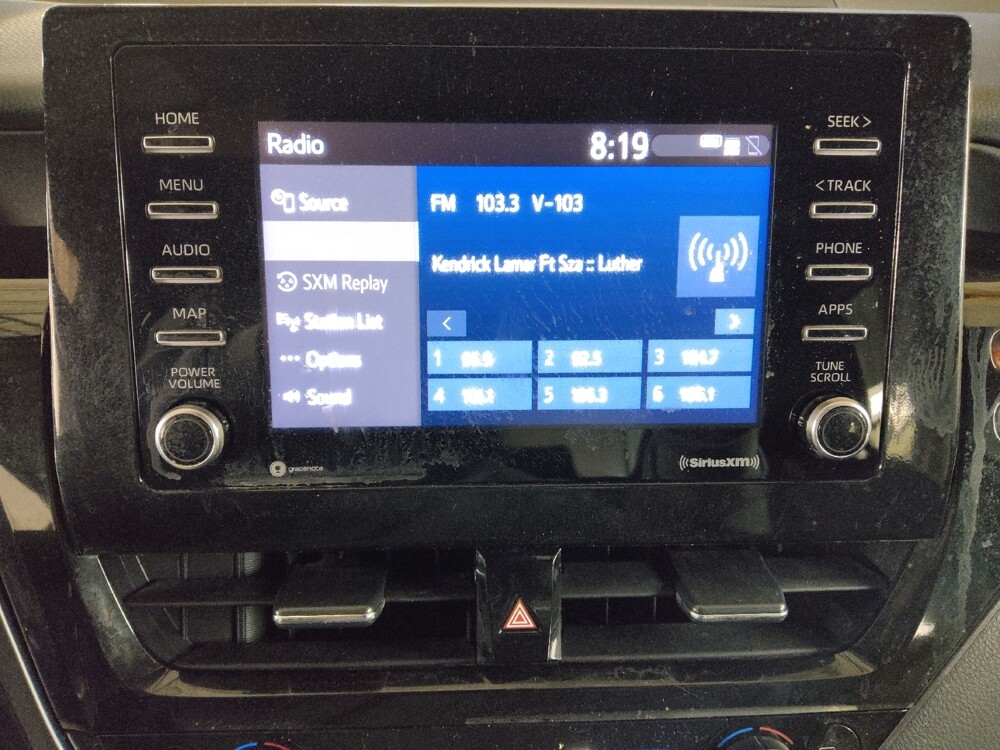 HOME
MENU
AUDIO
MAP
POWER
VOLUME
Radio
8:19
Source
SXM Replay
Station List
Options
Sound
FM 103.3 V-103
Kendrick Lamar Ft Sza :: Luther
<
>
1
2
3
4
5
6
gracenote
((SiriusXM))
SEEK >
< TRACK
PHONE
APPS
TUNE
SCROLL